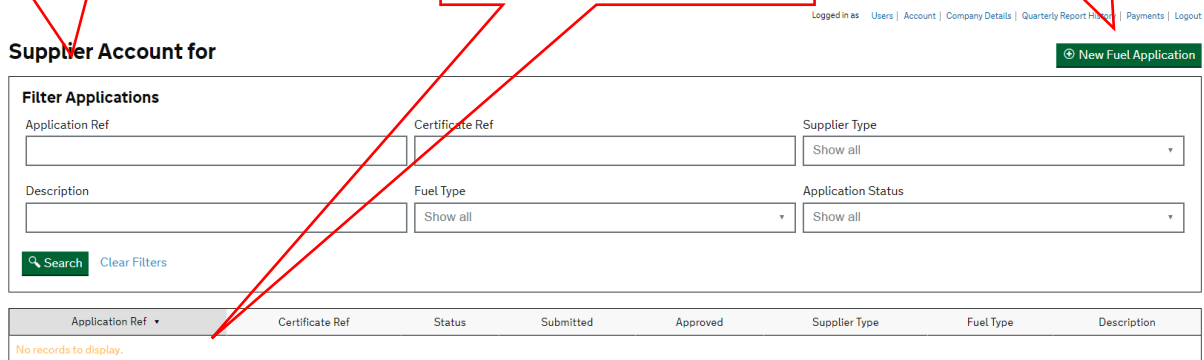 Logged in as Users | Account | Company Details | Quarterly Report History | Payments | Logout
Supplier Account for
New Fuel Application
Filter Applications
Application Ref Certificate Ref Supplier Type
Show all
Description Fuel Type Application Status
Show all Show all
Search Clear Filters
Application Ref Certificate Ref Status Submitted Approved Supplier Type Fuel Type Description
No records to display.